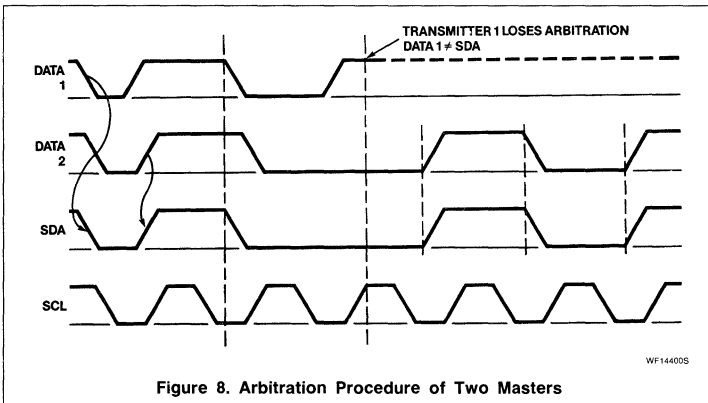 TRANSMITTER 1 LOSES ARBITRATION
DATA 1 ≠ SDA
DATA
1
DATA
2
SDA
SCL
WF14400S
Figure 8. Arbitration Procedure of Two Masters